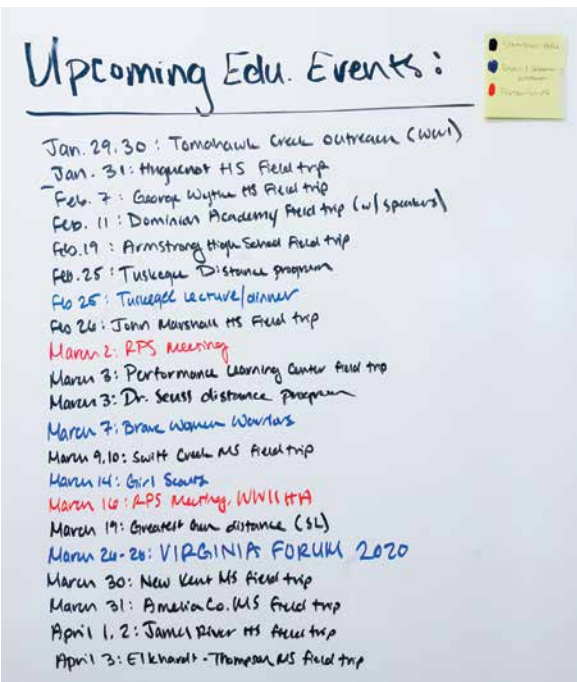 Upcoming Edu. Events:
Jan. 29.30: Tomahawk Creek outreach (WWI)
Jan. 31: Huguenot HS Field trip
Feb. 7: George Wythe HS Field trip
Feb. 11: Dominion Academy Field trip (w/ speakers)
Feb.19: Armstrong High School Field trip
Feb.25: Tuskegee Distance program
Feb 25: Tuskegee Lecture/dinner
Feb 26: John Marshall HS Field trip
March 2: RPS Meeting
March 3: Performance Learning Center field trip
March 3: Dr. Seuss distance program
March 7: Brave Women Warriors
March 9.10: Swift Creek MS Field trip
March 14: Girl Scouts
March 16: RPS Meeting, WWII HA
March 19: Greatest Gen distance (SL)
March 26-28: VIRGINIA FORUM 2020
March 30: New Kent MS field trip
March 31: Amelia Co. MS field trip
April 1, 2: James River HS field trip
April 3: Elkhardt-Thompson MS field trip